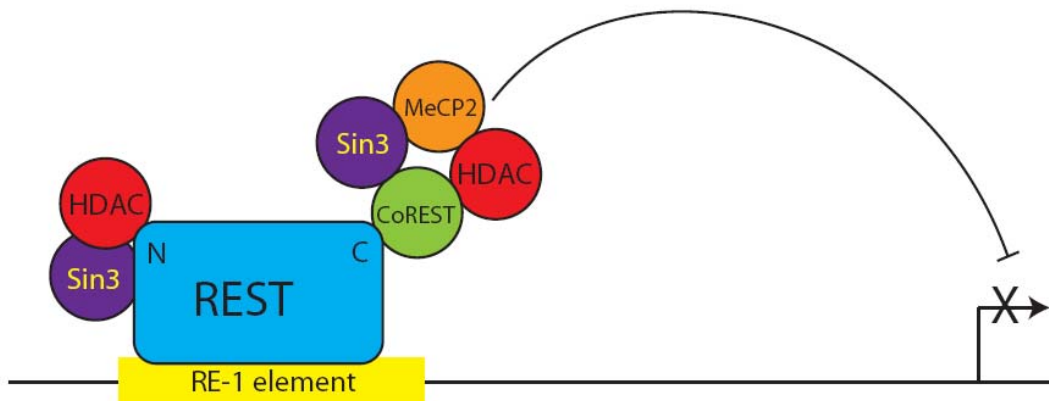 MeCP2
Sin3
HDAC
HDAC
CoREST
N
C
Sin3
REST
X
RE-1 element